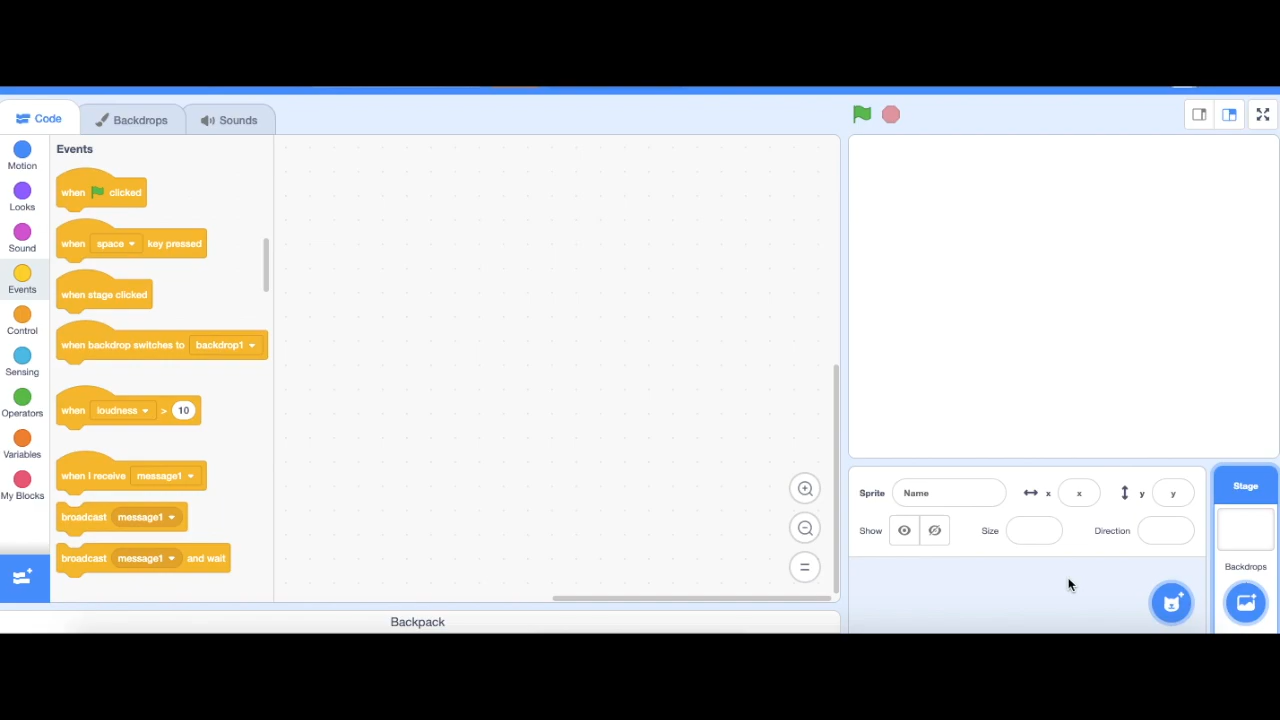 Code
Backdrops
Sounds
Motion
Looks
Sound
Events
Control
Sensing
Operators
Variables
My Blocks
Events
when clicked
when space key pressed
when stage clicked
when backdrop switches to backdrop1
when loudness > 10
when I receive message1
broadcast message1
broadcast message1 and wait
Backpack
Sprite Name x x y y
Show Size Direction
Stage
Backdrops